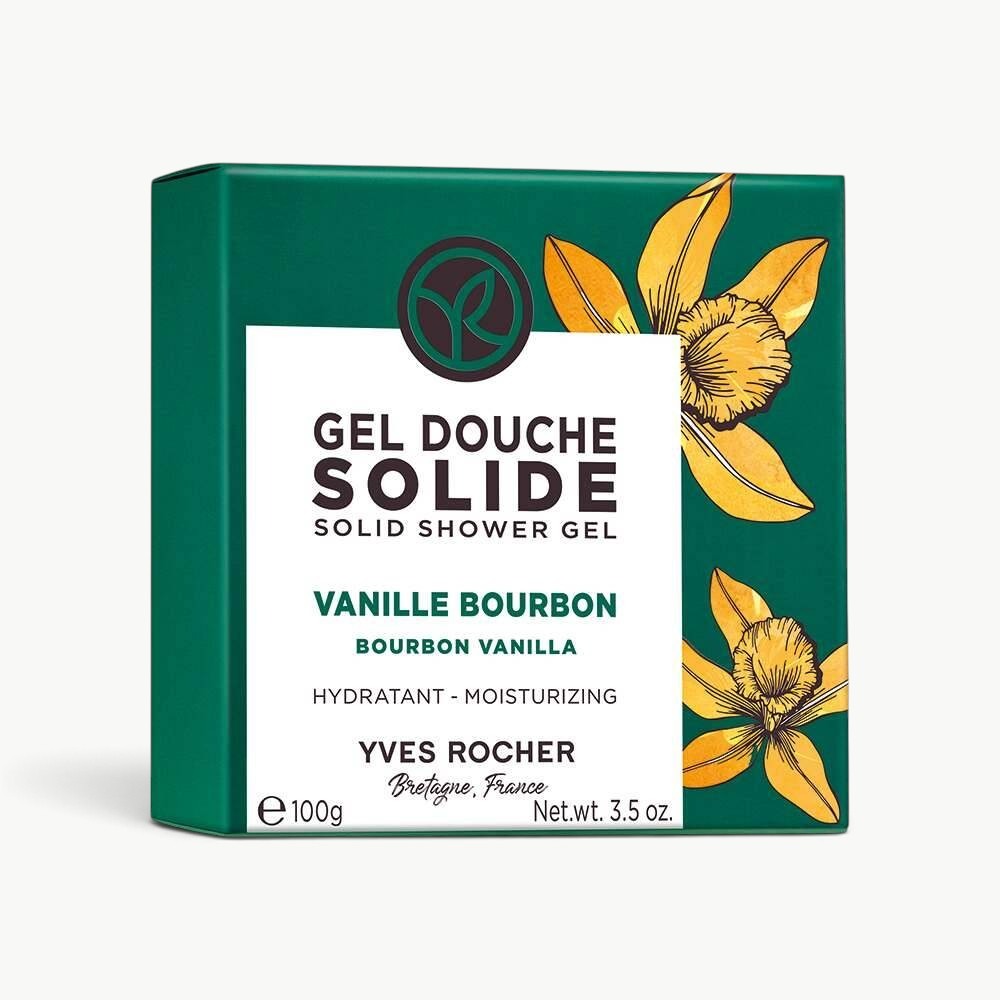 GEL DOUCHE
SOLIDE
SOLID SHOWER GEL
VANILLE BOURBON
BOURBON VANILLA
HYDRATANT - MOISTURIZING
YVES ROCHER
Bretagne, France
℮ 100g Net.wt. 3.5 oz.